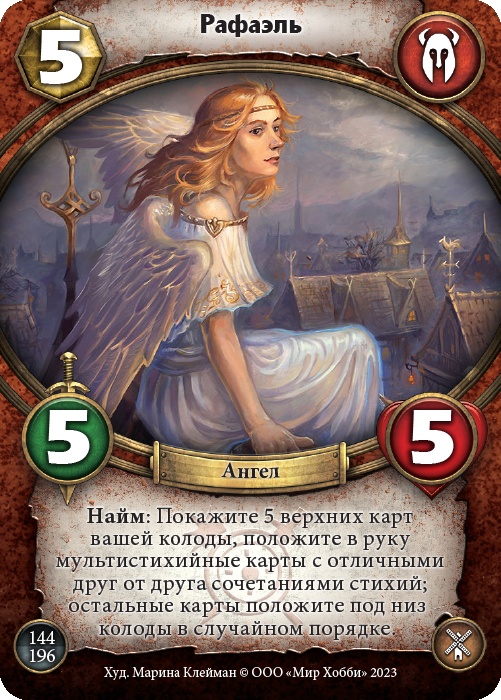 Рафаэль
5
5
5
Ангел
Найм: Покажите 5 верхних карт
вашей колоды, положите в руку
мультистихийные карты с отличными
друг от друга сочетаниями стихий;
остальные карты положите под низ
колоды в случайном порядке.
144
196
Худ. Марина Клейман © ООО «Мир Хобби» 2023